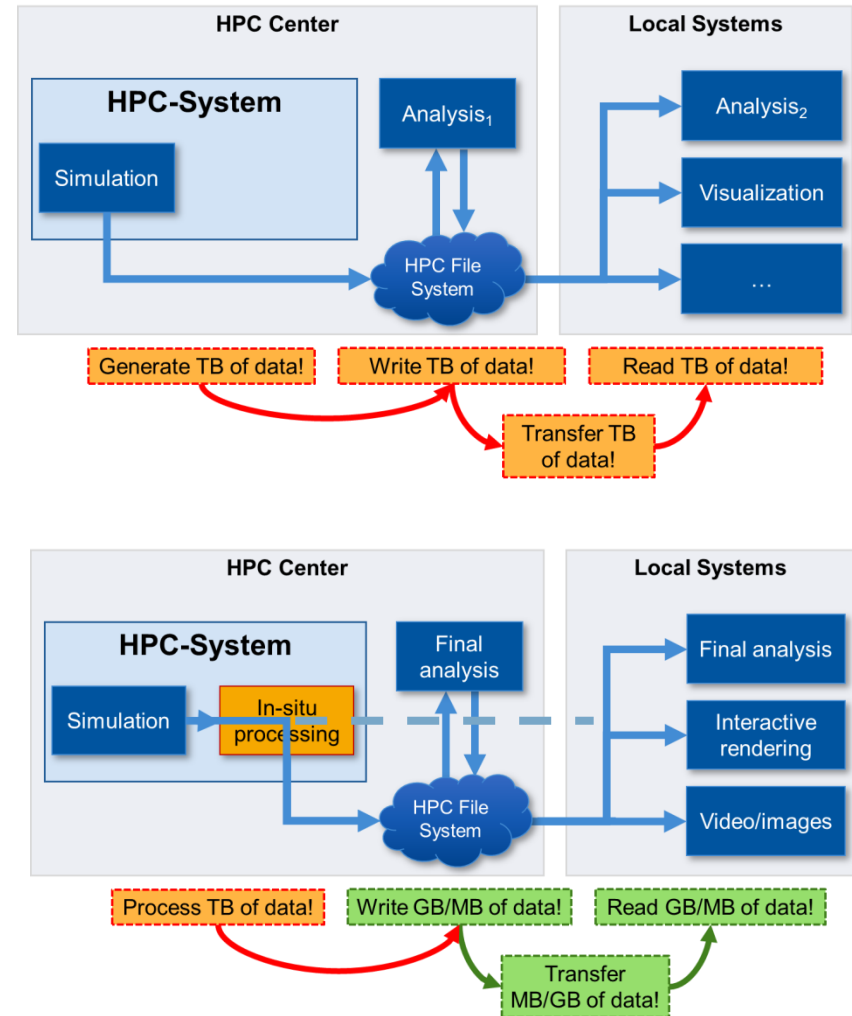 HPC Center
Local Systems
HPC-System
Analysis₁
Analysis₂
Simulation
Visualization
HPC File
System
...
Generate TB of data!
Write TB of data!
Read TB of data!
Transfer TB
of data!
HPC Center
Local Systems
HPC-System
Final
analysis
Final analysis
Simulation
In-situ
processing
Interactive
rendering
HPC File
System
Video/images
Process TB of data!
Write GB/MB of data!
Read GB/MB of data!
Transfer
MB/GB of data!